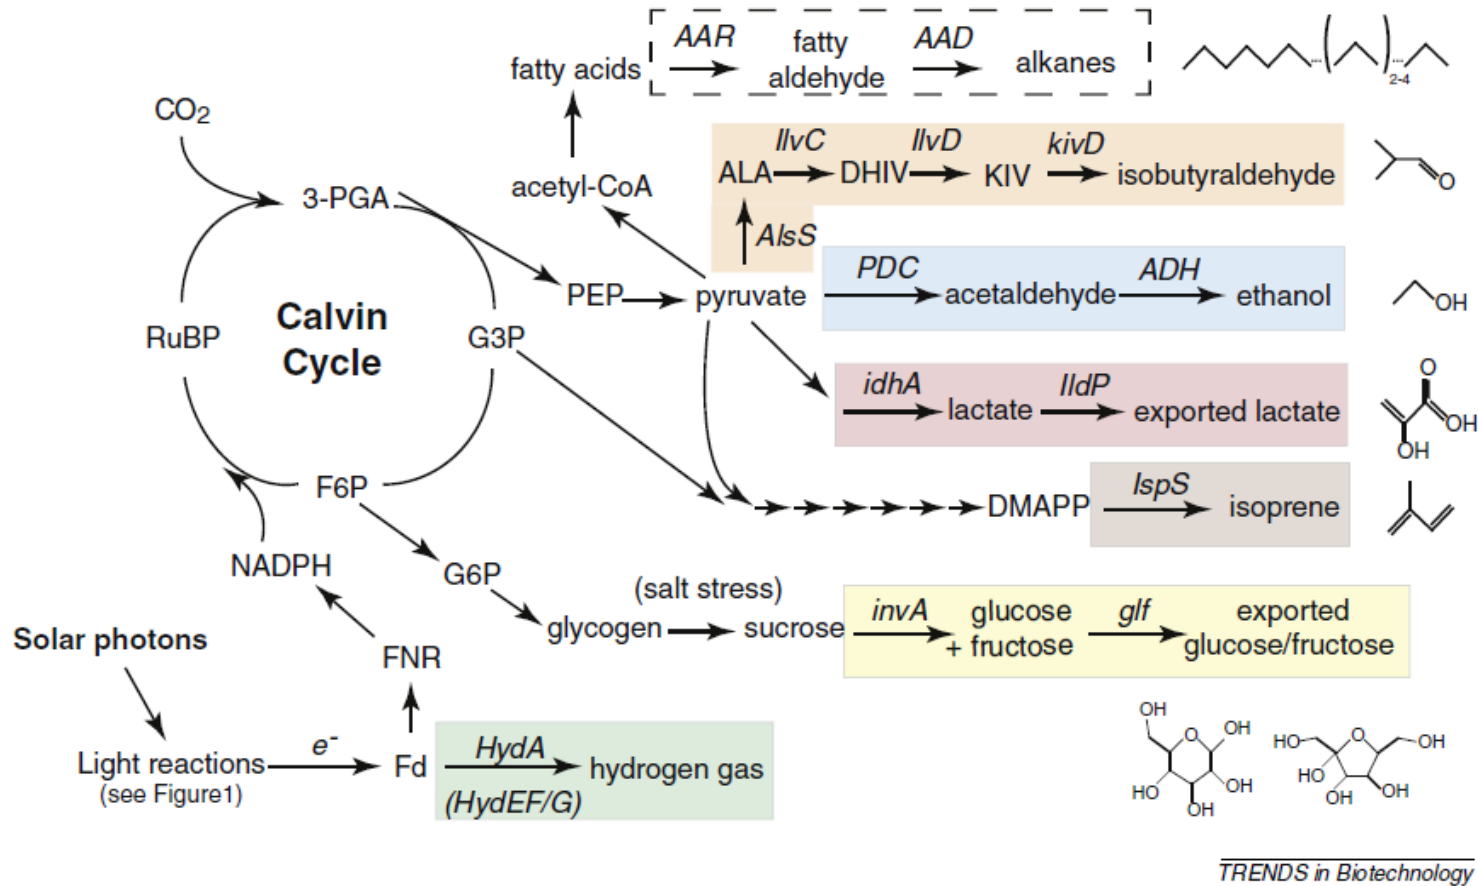 AAR
fatty
aldehyde
AAD
alkanes
fatty acids
2-4
CO2
IlvC
IlvD
kivD
ALA
DHIV
KIV
isobutyraldehyde
O
acetyl-CoA
3-PGA
AlsS
PDC
ADH
PEP
pyruvate
acetaldehyde
ethanol
OH
Calvin
Cycle
RuBP
G3P
idhA
lactate
lldP
exported lactate
O
OH
OH
F6P
DMAPP
IspS
isoprene
NADPH
G6P
(salt stress)
glycogen
sucrose
invA
glucose
+ fructose
glf
exported
glucose/fructose
Solar photons
FNR
Light reactions
(see Figure1)
e-
Fd
HydA
(HydEF/G)
hydrogen gas
OH
O
OH
HO
OH
OH
HO
O
OH
HO
OH
OH
TRENDS in Biotechnology